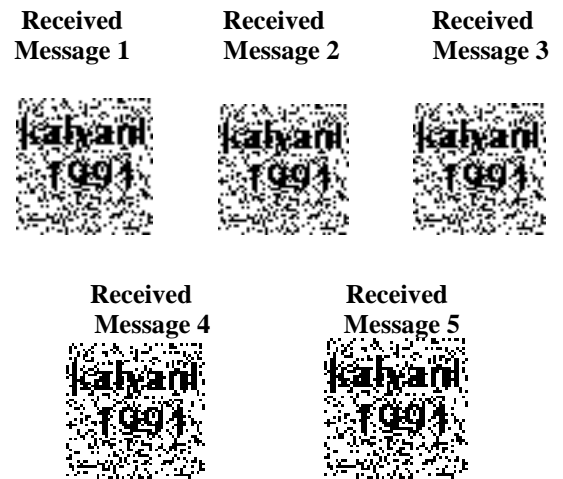 Received Received Received
Message 1 Message 2 Message 3
kalyani kalyani kalyani
1991 1991 1991
Received Received
Message 4 Message 5
kalyani kalyani
1991 1991